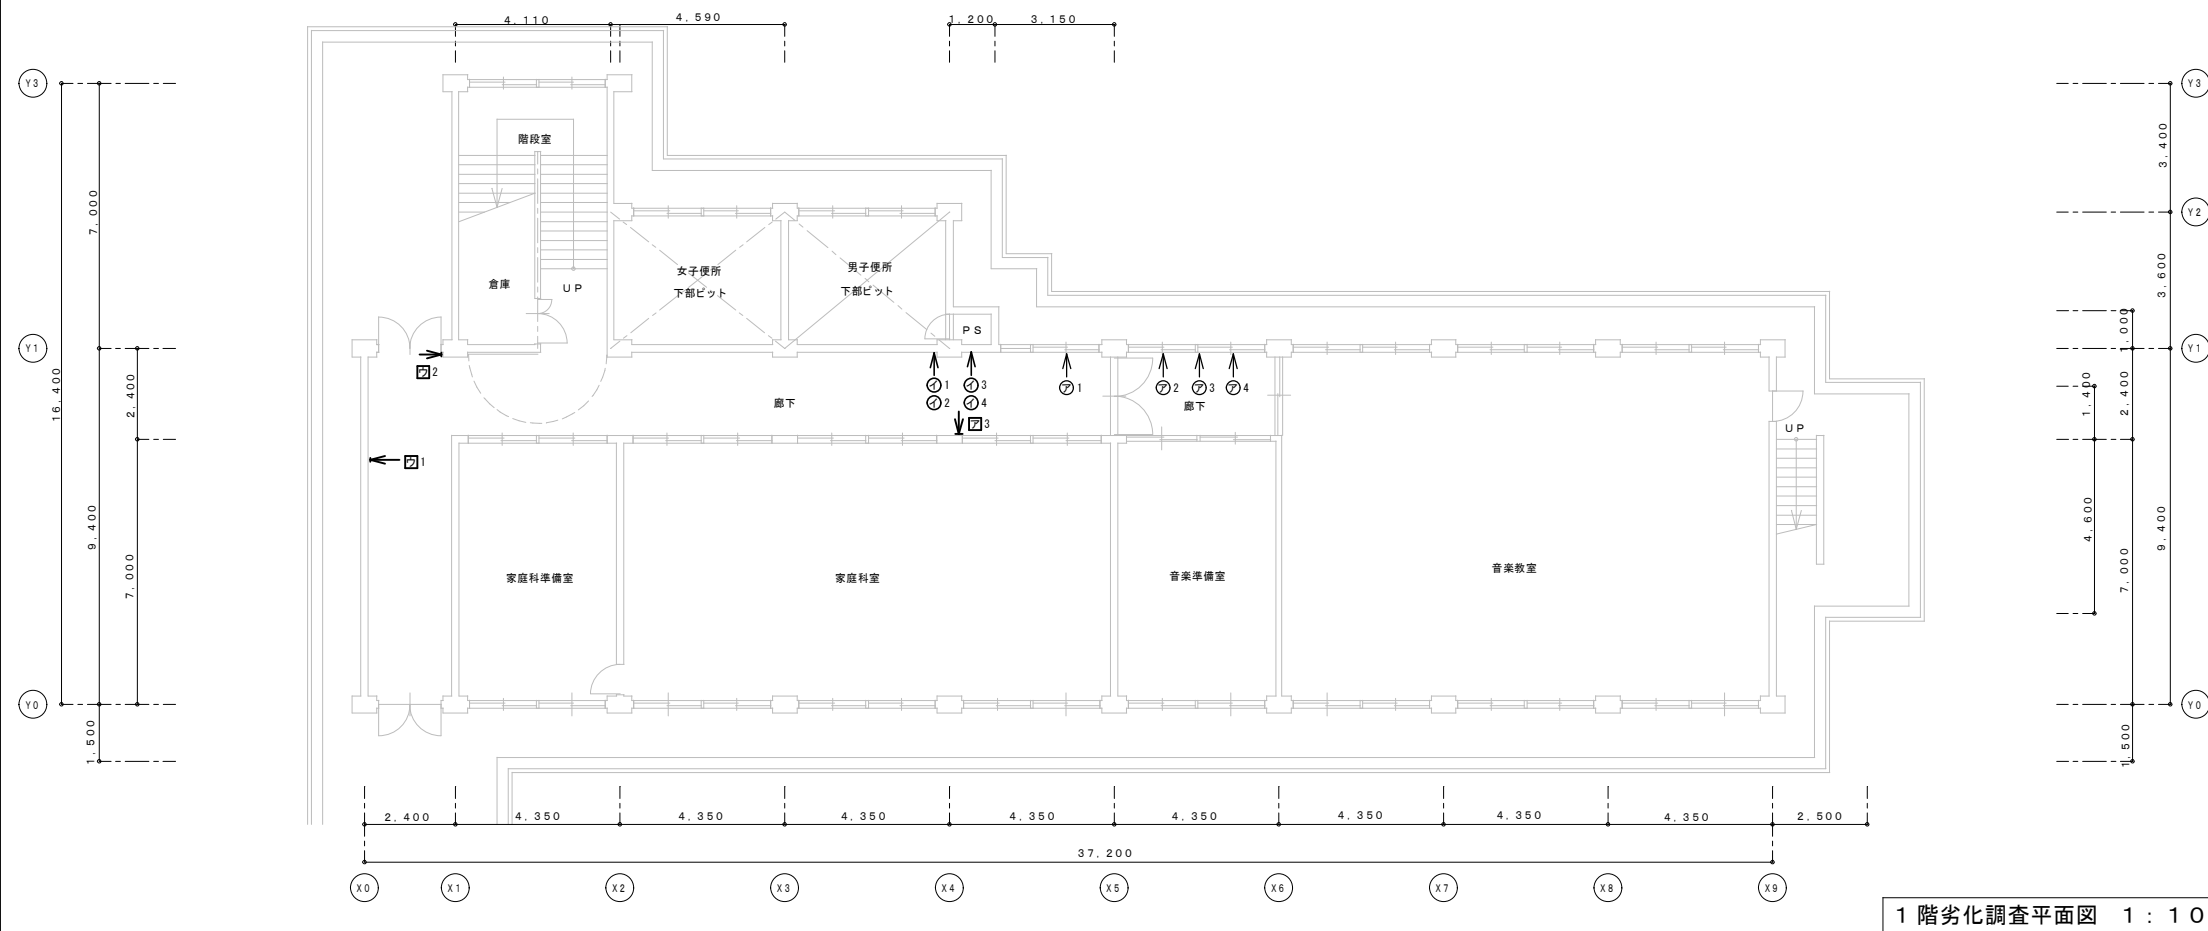 4,110
4,590
1,200
3,150
Y3
Y3
階段室
7,000
3,400
Y2
女子便所
下部ピット
男子便所
下部ピット
倉庫
UP
3,600
PS
1,000
Y1
Y1
ウ2
イ1
イ2
イ3
イ4
ア1
ア2
ア3
ア4
16,400
2,400
廊下
廊下
ア3
1,400
2,400
UP
ウ1
9,400
7,000
家庭科準備室
家庭科室
音楽準備室
音楽教室
4,600
7,000
9,400
Y0
Y0
1,500
1,500
2,400
4,350
4,350
4,350
4,350
4,350
4,350
4,350
4,350
2,500
37,200
X0
X1
X2
X3
X4
X5
X6
X7
X8
X9
1階劣化調査平面図 1:10